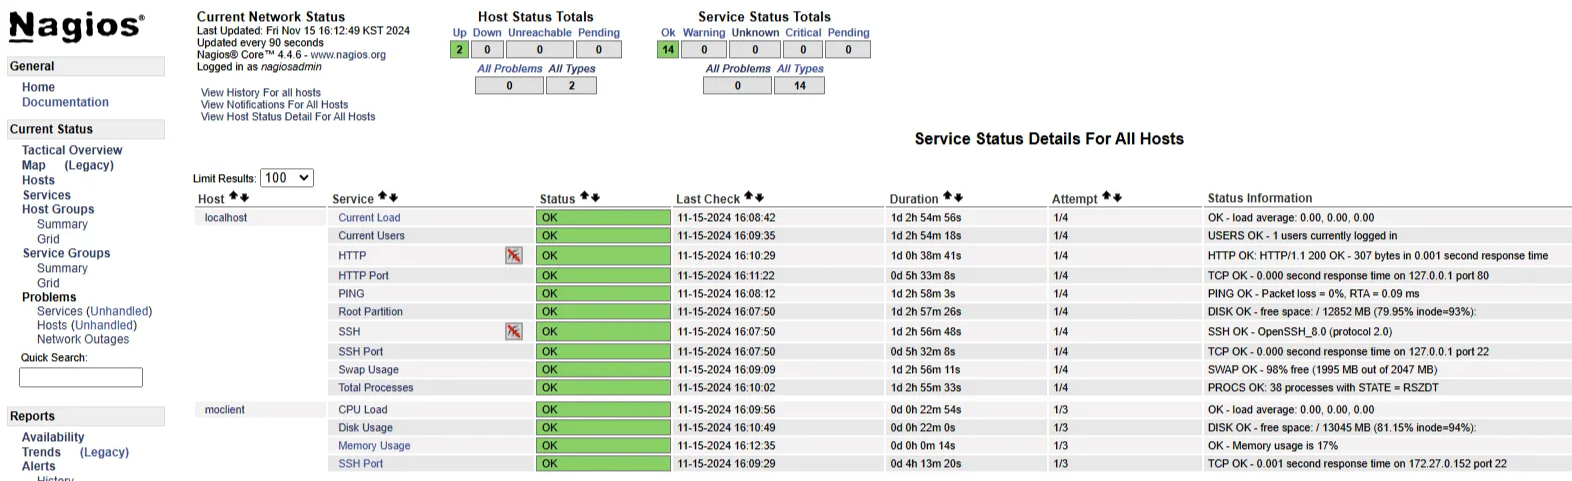 Nagios®
General
Home
Documentation
Current Status
Tactical Overview
Map (Legacy)
Hosts
Services
Host Groups
Summary
Grid
Service Groups
Summary
Grid
Problems
Services (Unhandled)
Hosts (Unhandled)
Network Outages
Quick Search:
Reports
Availability
Trends (Legacy)
Alerts
History
Current Network Status
Last Updated: Fri Nov 15 16:12:49 KST 2024
Updated every 90 seconds
Nagios® Core™ 4.4.6 - www.nagios.org
Logged in as nagiosadmin
View History For all hosts
View Notifications For All Hosts
View Host Status Detail For All Hosts
Host Status Totals
Up Down Unreachable Pending
2 0 0 0
All Problems All Types
0 2
Service Status Totals
Ok Warning Unknown Critical Pending
14 0 0 0 0
All Problems All Types
0 14
Service Status Details For All Hosts
Limit Results: 100
Host Service Status Last Check Duration Attempt Status Information
localhost Current Load OK 11-15-2024 16:08:42 1d 2h 54m 56s 1/4 OK - load average: 0.00, 0.00, 0.00
Current Users OK 11-15-2024 16:09:35 1d 2h 54m 18s 1/4 USERS OK - 1 users currently logged in
HTTP OK 11-15-2024 16:10:29 1d 0h 38m 41s 1/4 HTTP OK: HTTP/1.1 200 OK - 307 bytes in 0.001 second response time
HTTP Port OK 11-15-2024 16:11:22 0d 5h 33m 8s 1/4 TCP OK - 0.000 second response time on 127.0.0.1 port 80
PING OK 11-15-2024 16:08:12 1d 2h 58m 3s 1/4 PING OK - Packet loss = 0%, RTA = 0.09 ms
Root Partition OK 11-15-2024 16:07:50 1d 2h 57m 26s 1/4 DISK OK - free space: / 12852 MB (79.95% inode=93%):
SSH OK 11-15-2024 16:07:50 1d 2h 56m 48s 1/4 SSH OK - OpenSSH_8.0 (protocol 2.0)
SSH Port OK 11-15-2024 16:07:50 0d 5h 32m 8s 1/4 TCP OK - 0.000 second response time on 127.0.0.1 port 22
Swap Usage OK 11-15-2024 16:09:09 1d 2h 56m 11s 1/4 SWAP OK - 98% free (1995 MB out of 2047 MB)
Total Processes OK 11-15-2024 16:10:02 1d 2h 55m 33s 1/4 PROCS OK: 38 processes with STATE = RSZDT
moclient CPU Load OK 11-15-2024 16:09:56 0d 0h 22m 54s 1/3 OK - load average: 0.00, 0.00, 0.00
Disk Usage OK 11-15-2024 16:10:49 0d 0h 22m 0s 1/3 DISK OK - free space: / 13045 MB (81.15% inode=94%):
Memory Usage OK 11-15-2024 16:12:35 0d 0h 0m 14s 1/3 OK - Memory usage is 17%
SSH Port OK 11-15-2024 16:09:29 0d 4h 13m 20s 1/3 TCP OK - 0.001 second response time on 172.27.0.152 port 22